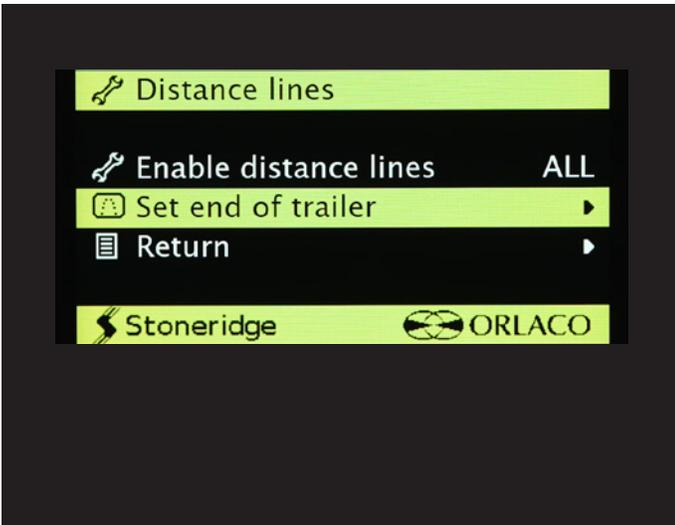 Distance lines
Enable distance lines ALL
Set end of trailer
Return
Stoneridge ORLACO